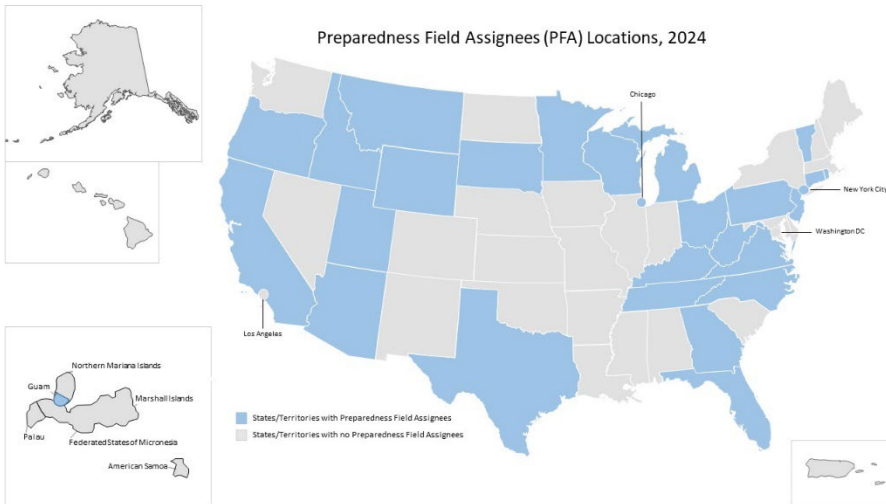 Preparedness Field Assignees (PFA) Locations, 2024
Chicago
New York City
Washington DC
Los Angeles
Northern Mariana Islands
Guam
Marshall Islands
Palau
Federated States of Micronesia
American Samoa
States/Territories with Preparedness Field Assignees
States/Territories with no Preparedness Field Assignees